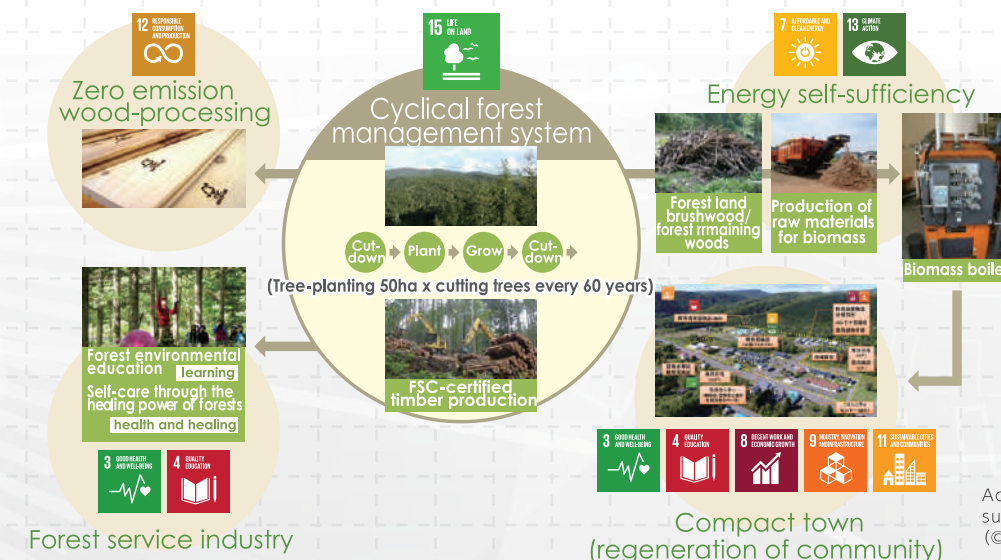 12 RESPONSIBLE
CONSUMPTION
AND PRODUCTION
Zero emission
wood-processing
15 LIFE
ON LAND
Cyclical forest
management system
Cut-
down
Plant
Grow
Cut-
down
(Tree-planting 50ha x cutting trees every 60 years)
FSC-certified
timber production
7 AFFORDABLE AND
CLEAN ENERGY
13 CLIMATE
ACTION
Energy self-sufficiency
Forest land
brushwood/
forest rrmaining
woods
Production of
raw materials
for biomass
Biomass boile
Forest environmental
education
learning
Self-care through the
healing power of forests
health and healing
3 GOOD HEALTH
AND WELL-BEING
4 QUALITY
EDUCATION
Forest service industry
3 GOOD HEALTH
AND WELL-BEING
4 QUALITY
EDUCATION
8 DECENT WORK AND
ECONOMIC GROWTH
9 INDUSTRY, INNOVATION
AND INFRASTRUCTURE
11 SUSTAINABLE CITIES
AND COMMUNITIES
Compact town
(regeneration of community)
Ac
su
(©